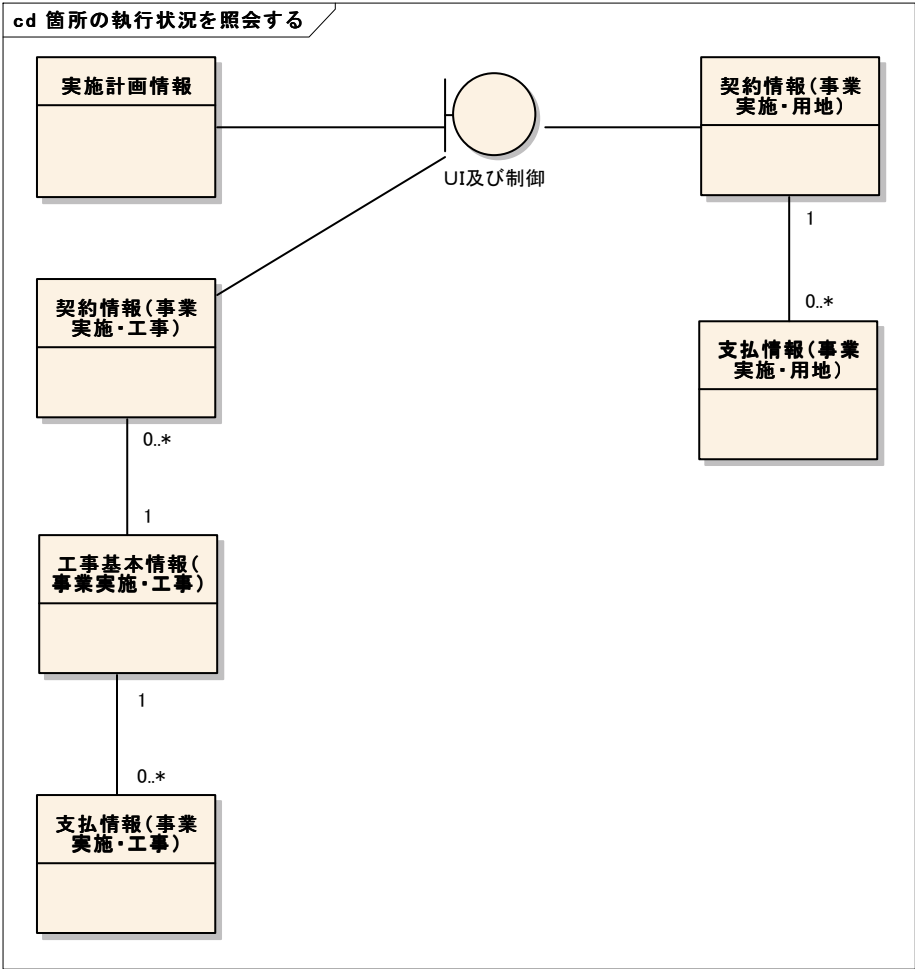 cd 箇所の執行状況を照会する
実施計画情報
UI及び制御
契約情報(事業
実施・用地)
1
0..*
支払情報(事業
実施・用地)
契約情報(事業
実施・工事)
0..*
1
工事基本情報(
事業実施・工事)
1
0..*
支払情報(事業
実施・工事)